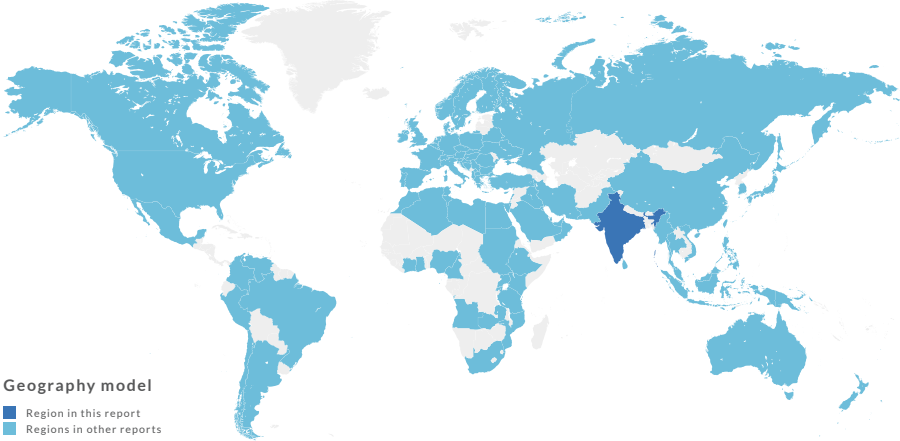 Geography model
Region in this report
Regions in other reports